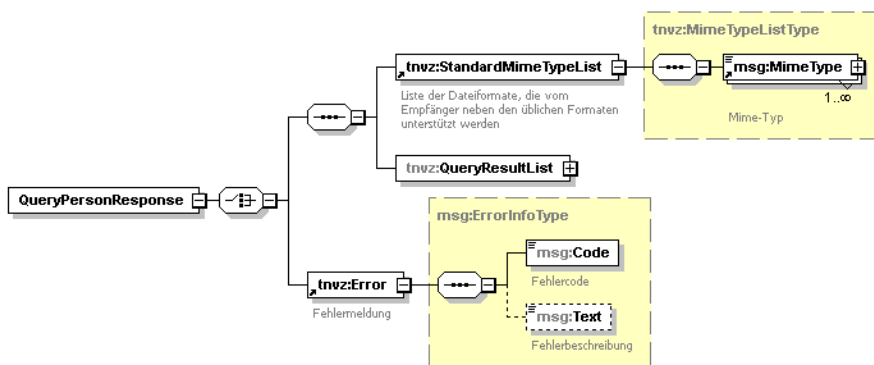 tnvz:MimeTypeListType
tnvz:StandardMimeTypeList
msg:MimeType
1..∞
Liste der Dateiformate, die vom
Empfänger neben den üblichen Formaten
unterstützt werden
Mime-Typ
tnvz:QueryResultList
QueryPersonResponse
msg:ErrorInfoType
msg:Code
Fehlercode
tnvz:Error
Fehlermeldung
msg:Text
Fehlerbeschreibung